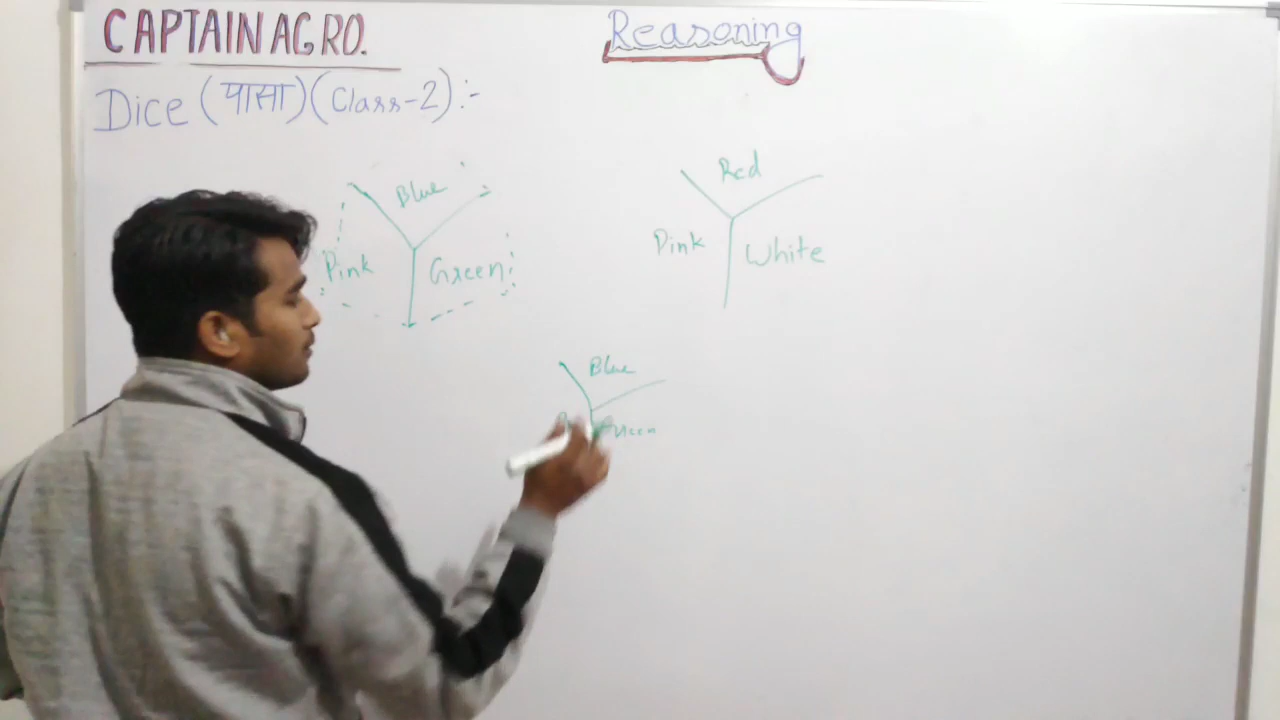 CAPTAIN AGRO.
Reasoning
Dice (पासा) (Class-2) :-
Blue
Pink
Green
Red
Pink
White
Blue
Green